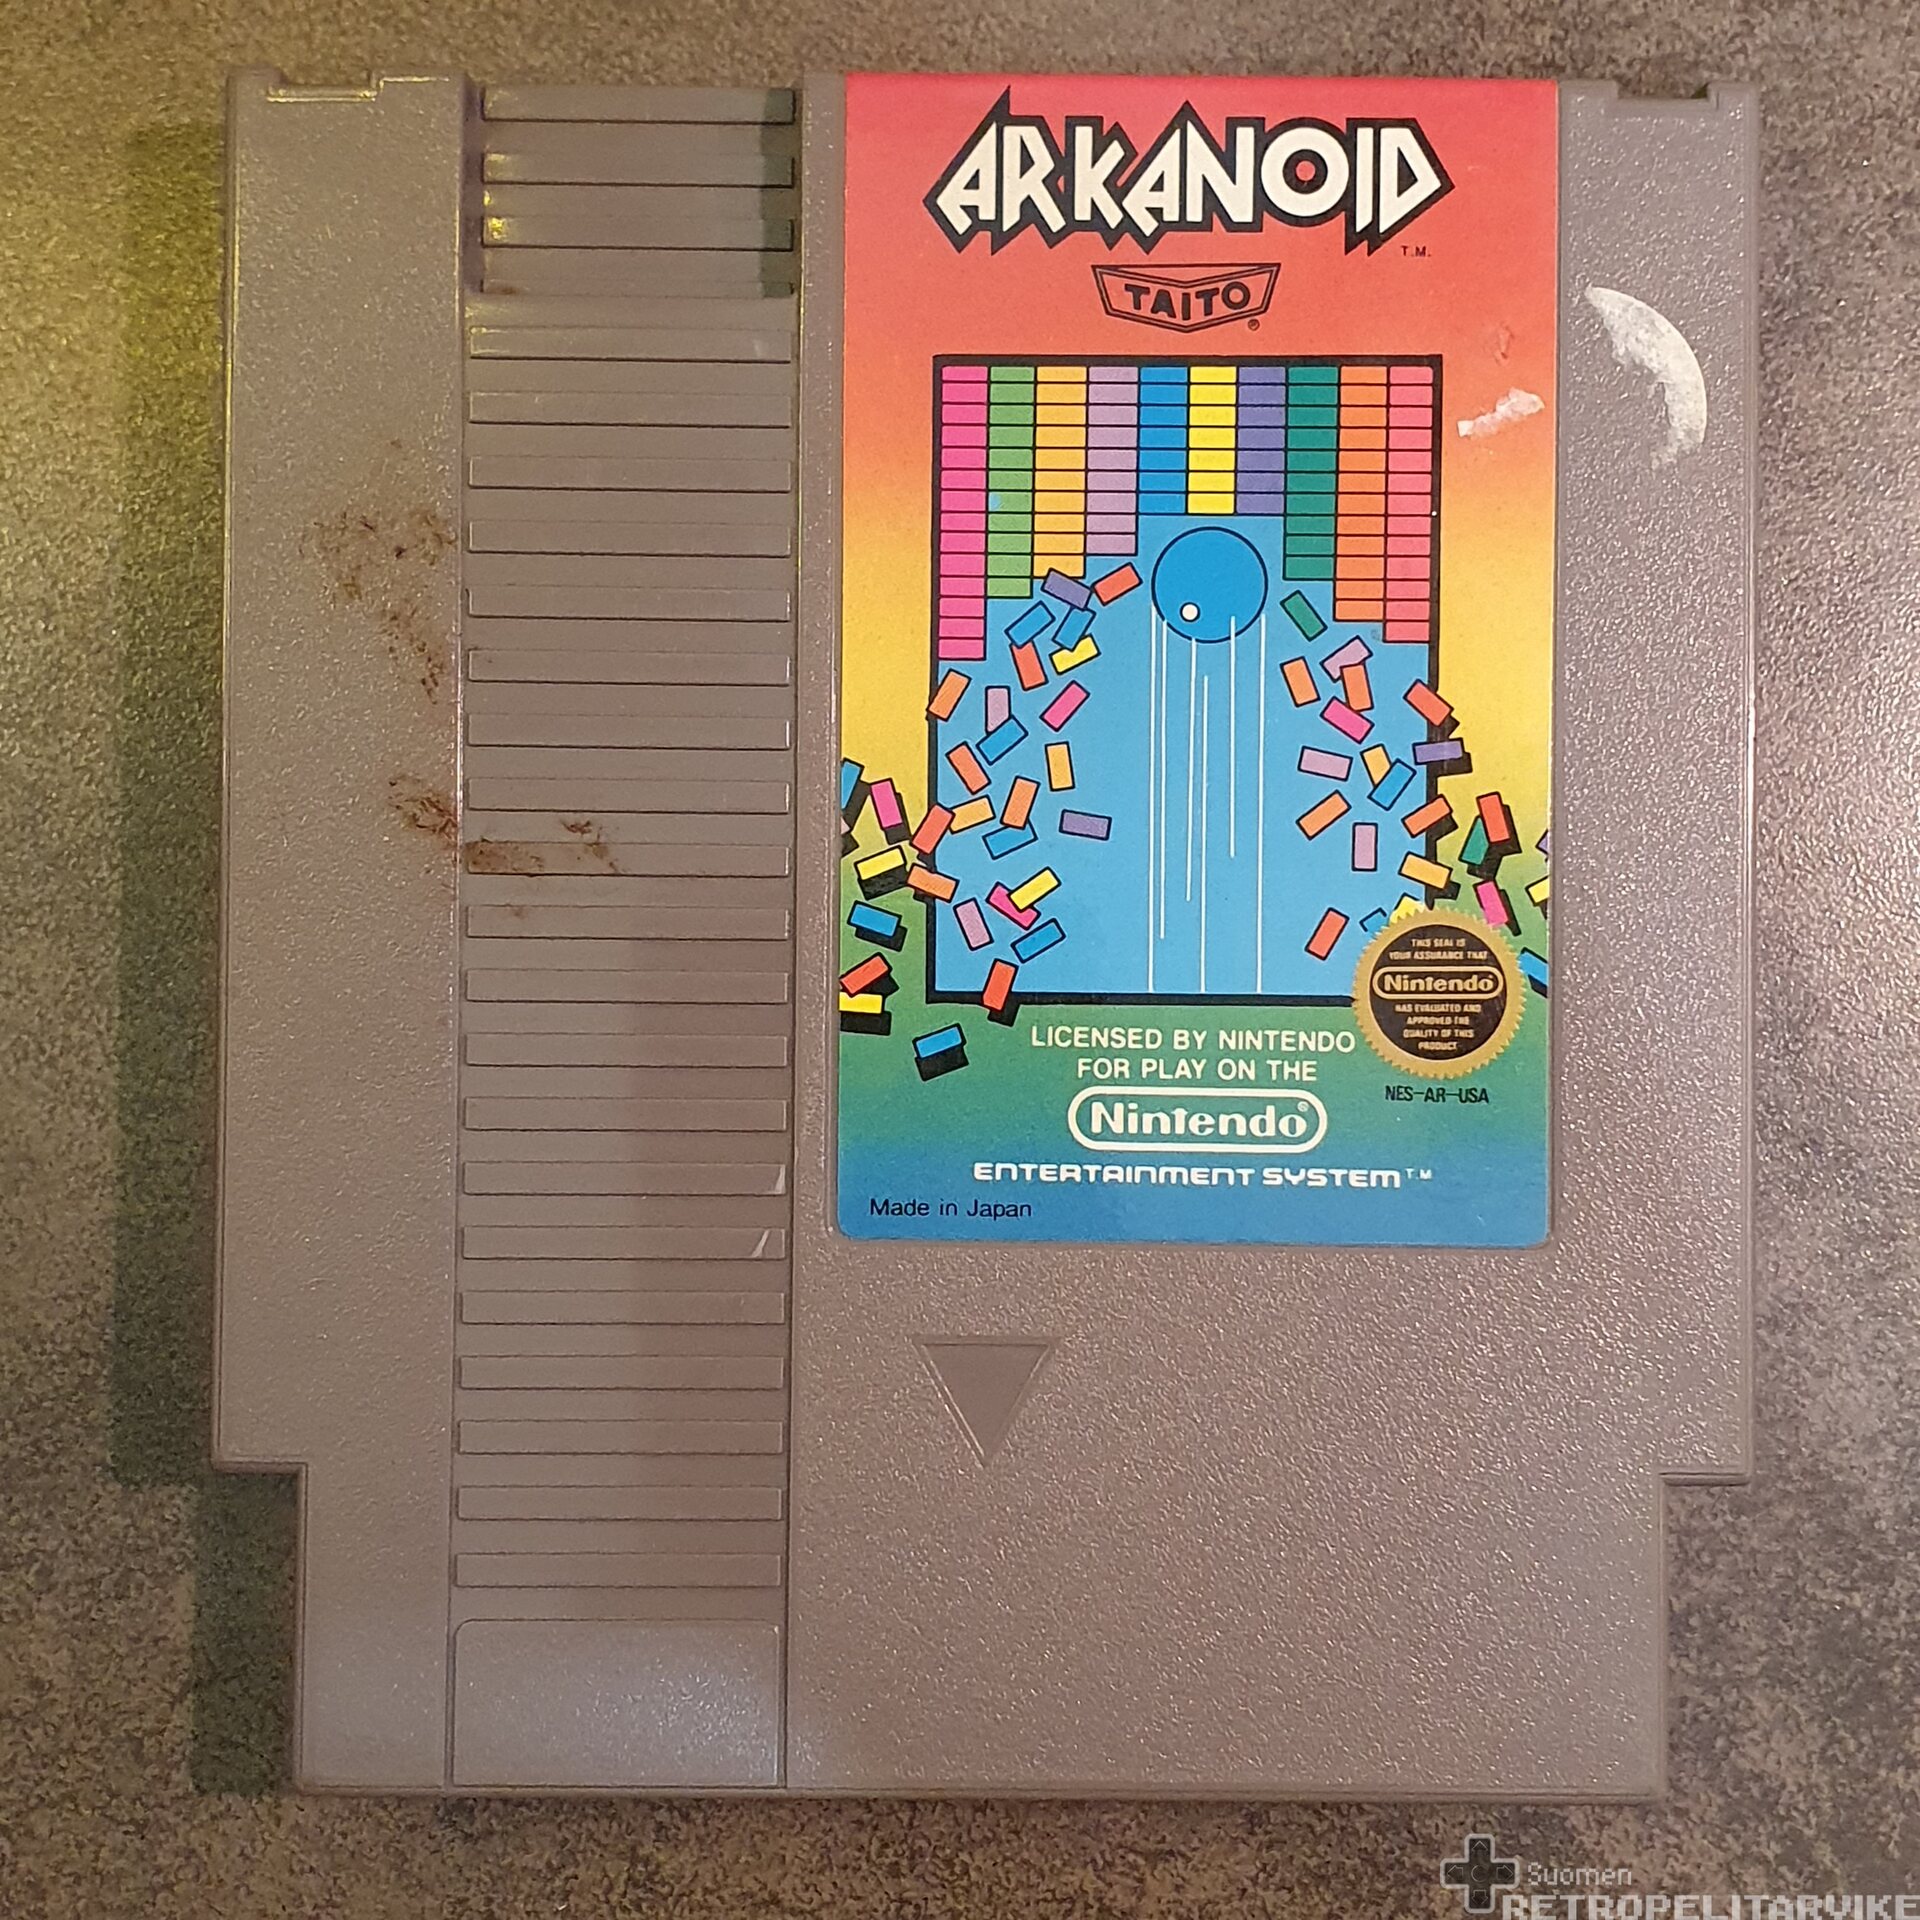 ARKANOID
T.M.
TAITO
®
THIS SEAL IS
YOUR ASSURANCE THAT
Nintendo
HAS EVALUATED AND
APPROVED THE
QUALITY OF THIS
PRODUCT
LICENSED BY NINTENDO
FOR PLAY ON THE
NES-AR-USA
Nintendo®
ENTERTAINMENT SYSTEM T.M
Made in Japan
Suomen
RETROPELITARVIKE